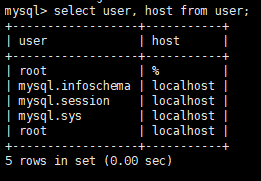 mysql> select user, host from user;
+------------------+-----------+
| user             | host      |
+------------------+-----------+
| root             | %         |
| mysql.infoschema | localhost |
| mysql.session    | localhost |
| mysql.sys        | localhost |
| root             | localhost |
+------------------+-----------+
5 rows in set (0.00 sec)